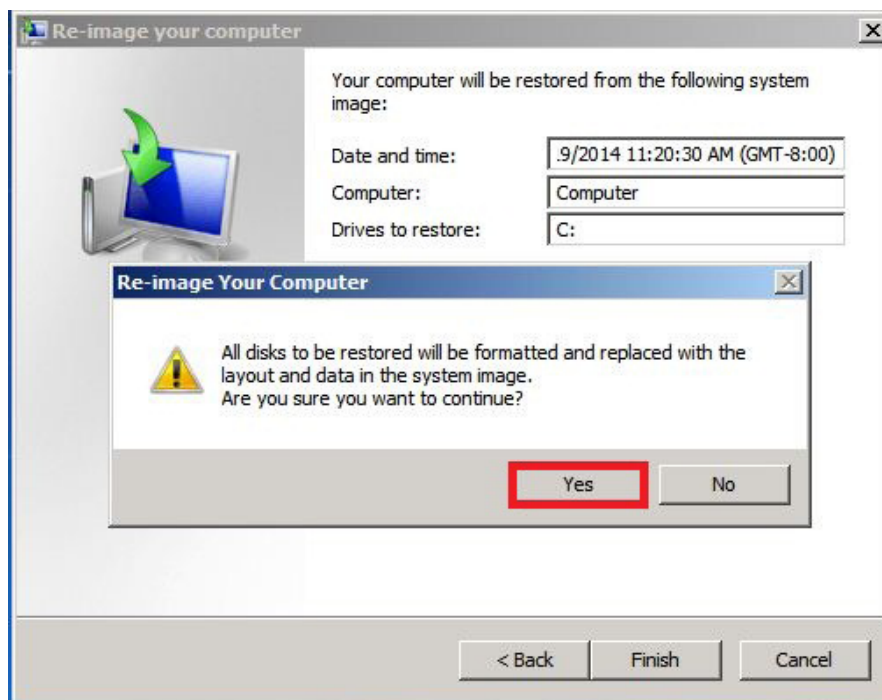 Re-image your computer
Your computer will be restored from the following system
image:
Date and time: .9/2014 11:20:30 AM (GMT-8:00)
Computer: Computer
Drives to restore: C:
Re-image Your Computer
All disks to be restored will be formatted and replaced with the
layout and data in the system image.
Are you sure you want to continue?
Yes No
< Back Finish Cancel